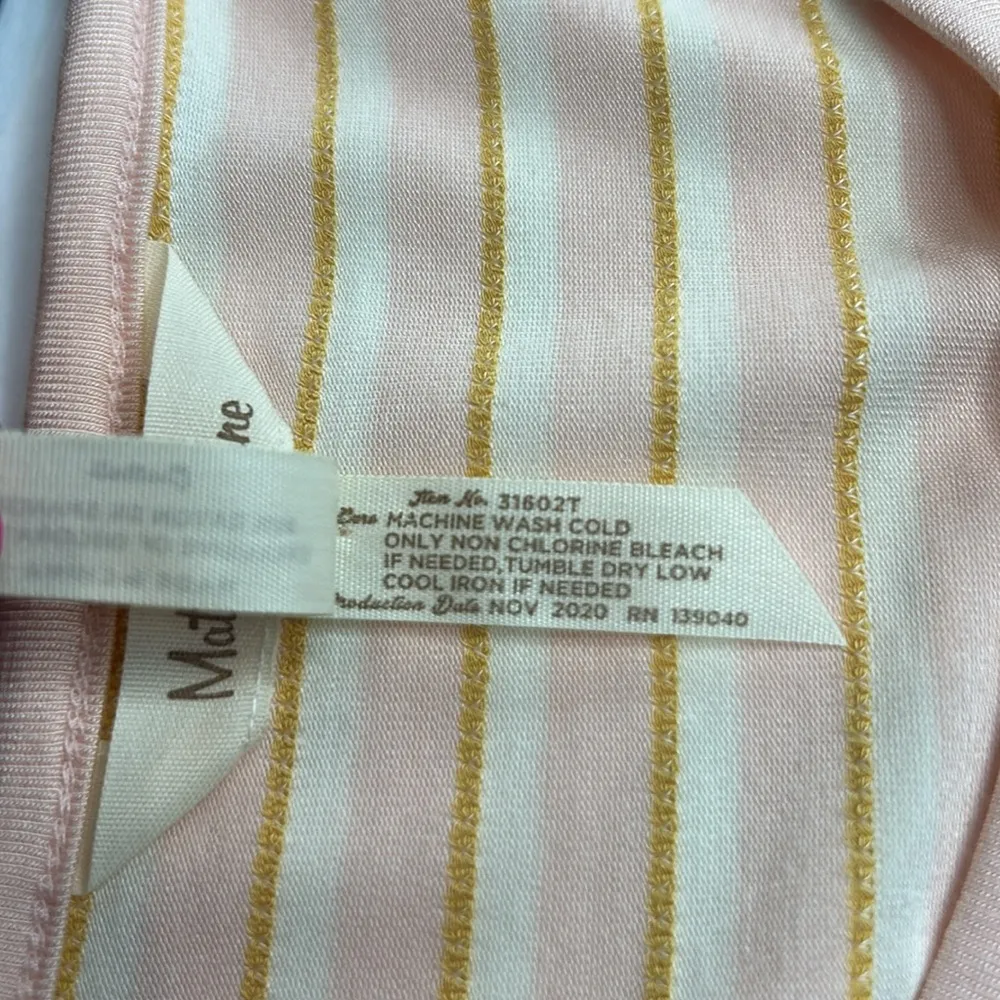 Item No. 31602T
Care MACHINE WASH COLD
ONLY NON CHLORINE BLEACH
IF NEEDED,TUMBLE DRY LOW
COOL IRON IF NEEDED
Production Date NOV 2020 RN 139040